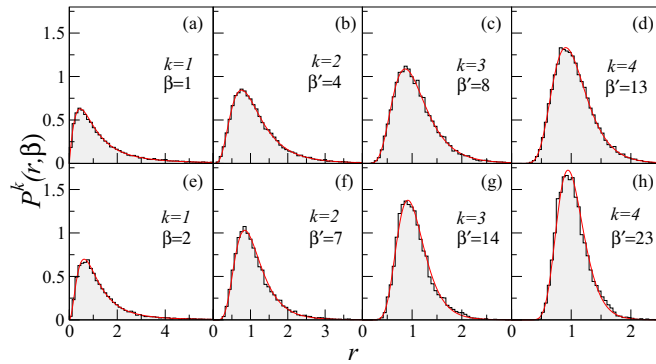 (a) (b) (c) (d)
1.5
k=1 k=2 k=3 k=4
β=1 β′=4 β′=8 β′=13
1
0.5
0
(e) (f) (g) (h)
1.5
k=1 k=2 k=3 k=4
β=2 β′=7 β′=14 β′=23
1
0.5
0
0 2 4 0 1 2 3 0 1 2 0 1 2
P^k(r,β)
r